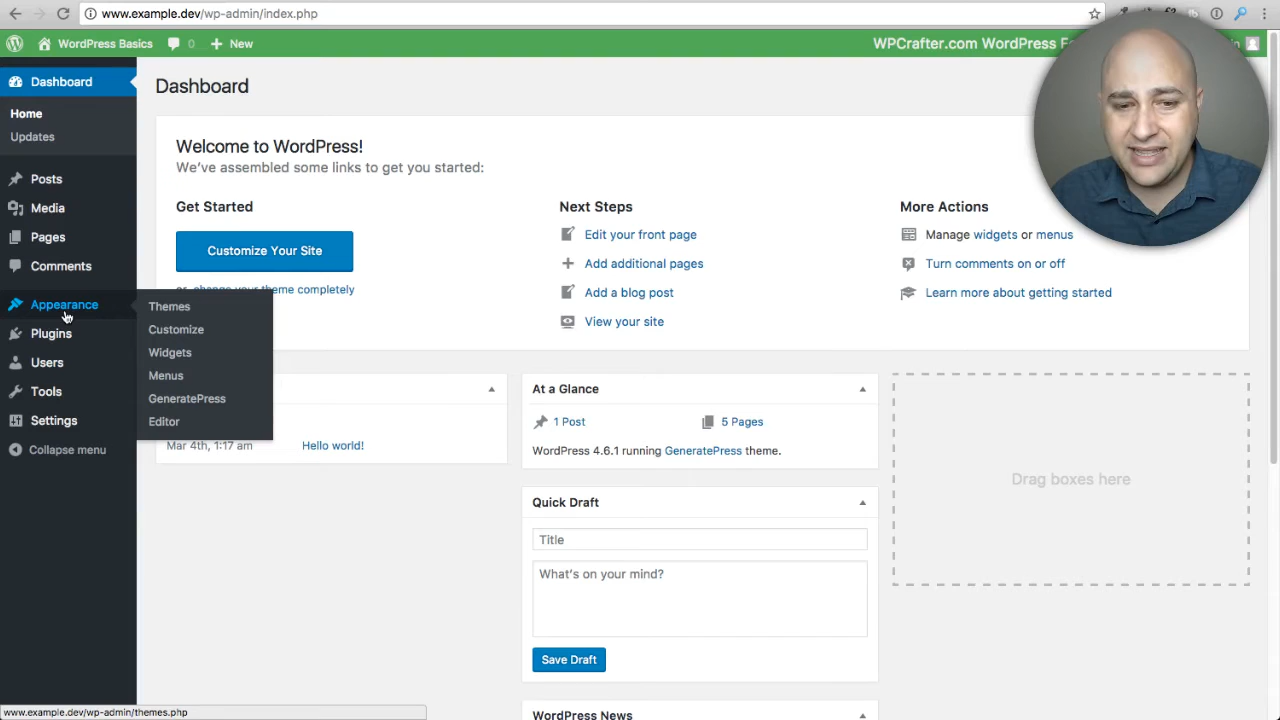 www.example.dev/wp-admin/index.php
WordPress Basics
0
New
WPCrafter.com WordPress F
Dashboard
Home
Updates
Posts
Media
Pages
Comments
Appearance
Plugins
Users
Tools
Settings
Collapse menu
Themes
Customize
Widgets
Menus
GeneratePress
Editor
Dashboard
Welcome to WordPress!
We've assembled some links to get you started:
Get Started
Customize Your Site
or, change your theme completely
Next Steps
Edit your front page
Add additional pages
Add a blog post
View your site
More Actions
Manage widgets or menus
Turn comments on or off
Learn more about getting started
Mar 4th, 1:17 am
Hello world!
At a Glance
1 Post
5 Pages
WordPress 4.6.1 running GeneratePress theme.
Quick Draft
Title
What's on your mind?
Save Draft
WordPress News
Drag boxes here
www.example.dev/wp-admin/themes.php